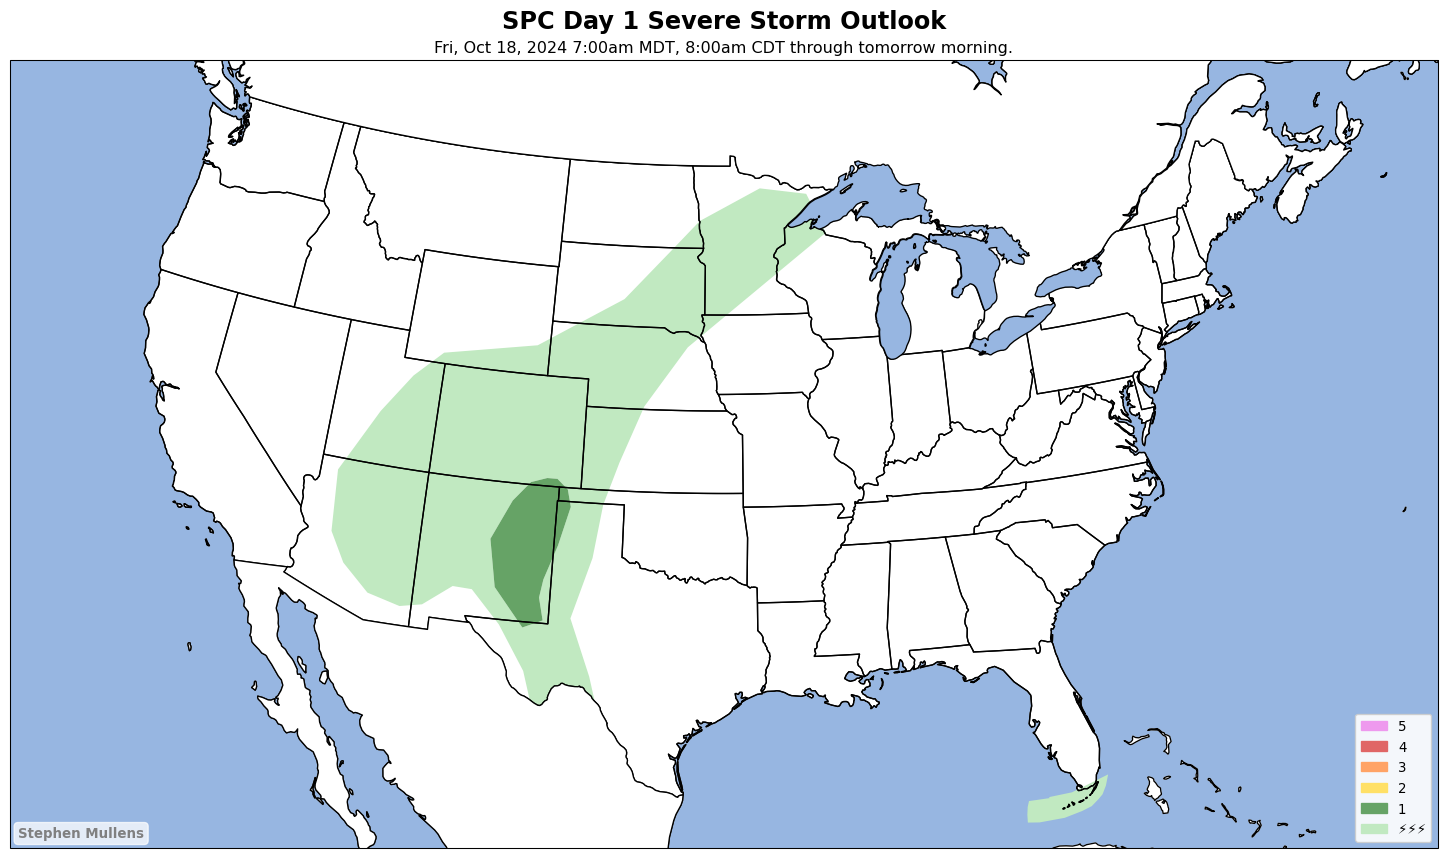 SPC Day 1 Severe Storm Outlook
Fri, Oct 18, 2024 7:00am MDT, 8:00am CDT through tomorrow morning.
5
4
3
2
1
⚡⚡⚡
Stephen Mullens